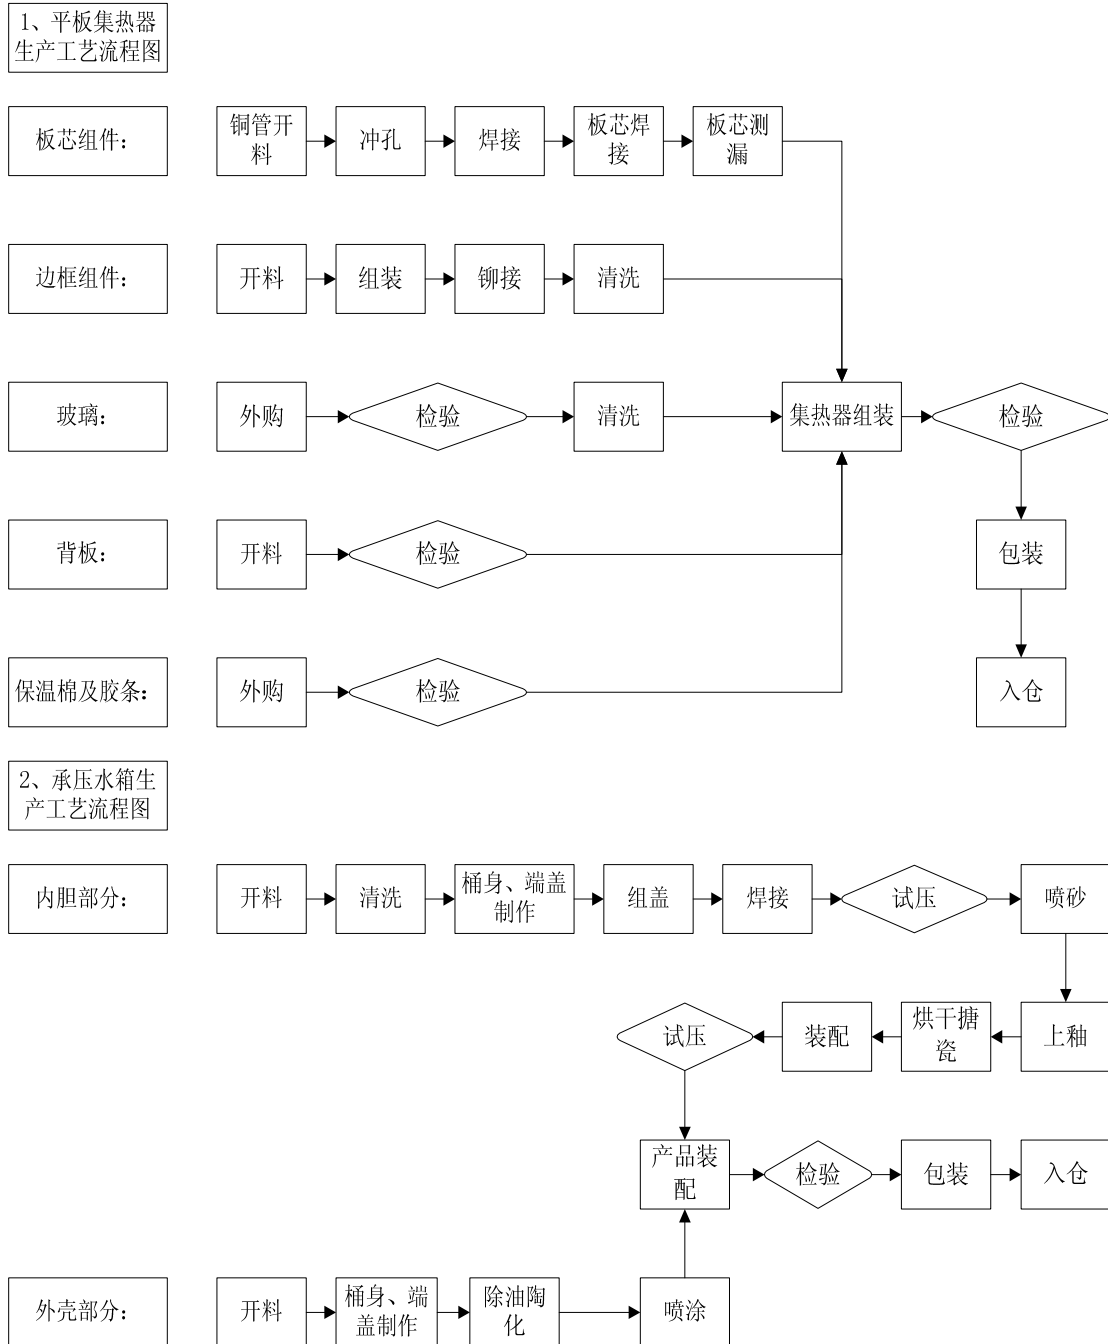 1、平板集热器
生产工艺流程图
板芯组件：
铜管开
料
冲孔
焊接
板芯焊
接
板芯测
漏
边框组件：
开料
组装
铆接
清洗
玻璃：
外购
检验
清洗
集热器组装
检验
背板：
开料
检验
包装
保温棉及胶条：
外购
检验
入仓
2、承压水箱生
产工艺流程图
内胆部分：
开料
清洗
桶身、端盖
制作
组盖
焊接
试压
喷砂
试压
装配
烘干搪
瓷
上釉
产品装
配
检验
包装
入仓
外壳部分：
开料
桶身、端
盖制作
除油陶
化
喷涂